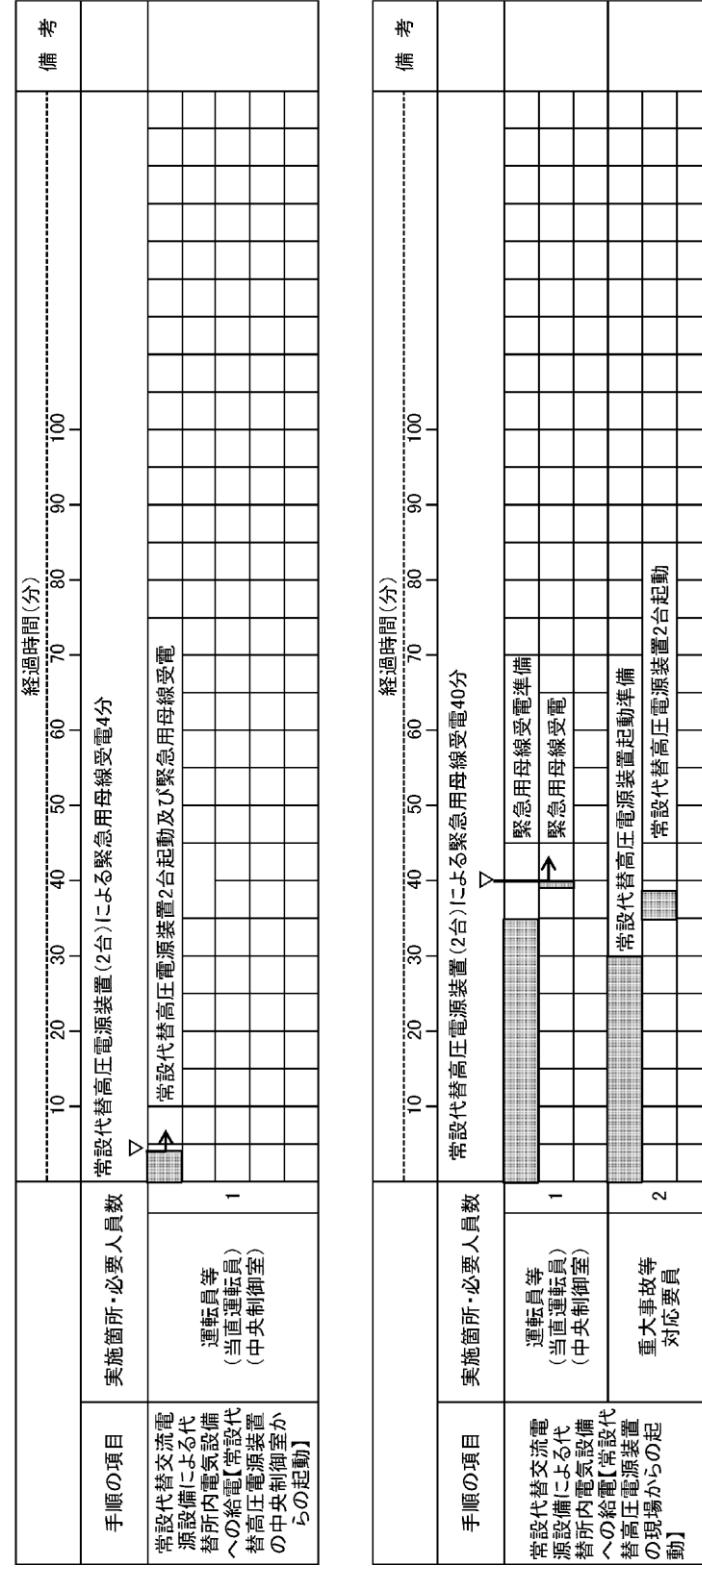 経過時間(分)
備 考
10 20 30 40 50 60 70 80 90 100
手順の項目
実施箇所・必要人員数
常設代替高圧電源装置(2台)による緊急用母線受電4分
▽
常設代替交流電
源設備による代
替所内電気設備
への給電【常設代
替高圧電源装置
の中央制御室か
らの起動】
運転員等
(当直運転員)
(中央制御室)
1
常設代替高圧電源装置2台起動及び緊急用母線受電
経過時間(分)
備 考
10 20 30 40 50 60 70 80 90 100
手順の項目
実施箇所・必要人員数
常設代替高圧電源装置(2台)による緊急用母線受電40分
▽
常設代替交流電
源設備による代
替所内電気設備
への給電【常設代
替高圧電源装置
の現場からの起
動】
運転員等
(当直運転員)
(中央制御室)
1
緊急用母線受電準備
緊急用母線受電
重大事故等
対応要員
2
常設代替高圧電源装置起動準備
常設代替高圧電源装置2台起動